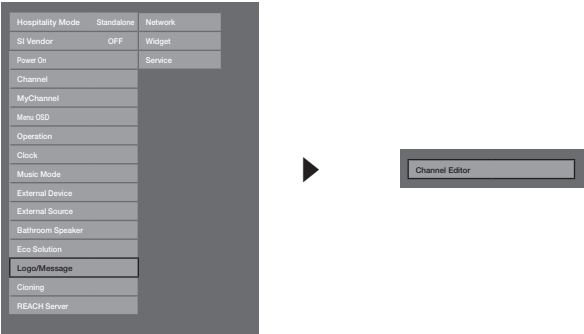 Hospitality Mode Standalone Network
SI Vendor OFF Widget
Power On Service
Channel
MyChannel
Menu OSD
Operation
Clock
Music Mode
External Device
External Source
Bathroom Speaker
Eco Solution
Logo/Message
Cloning
REACH Server
Channel Editor